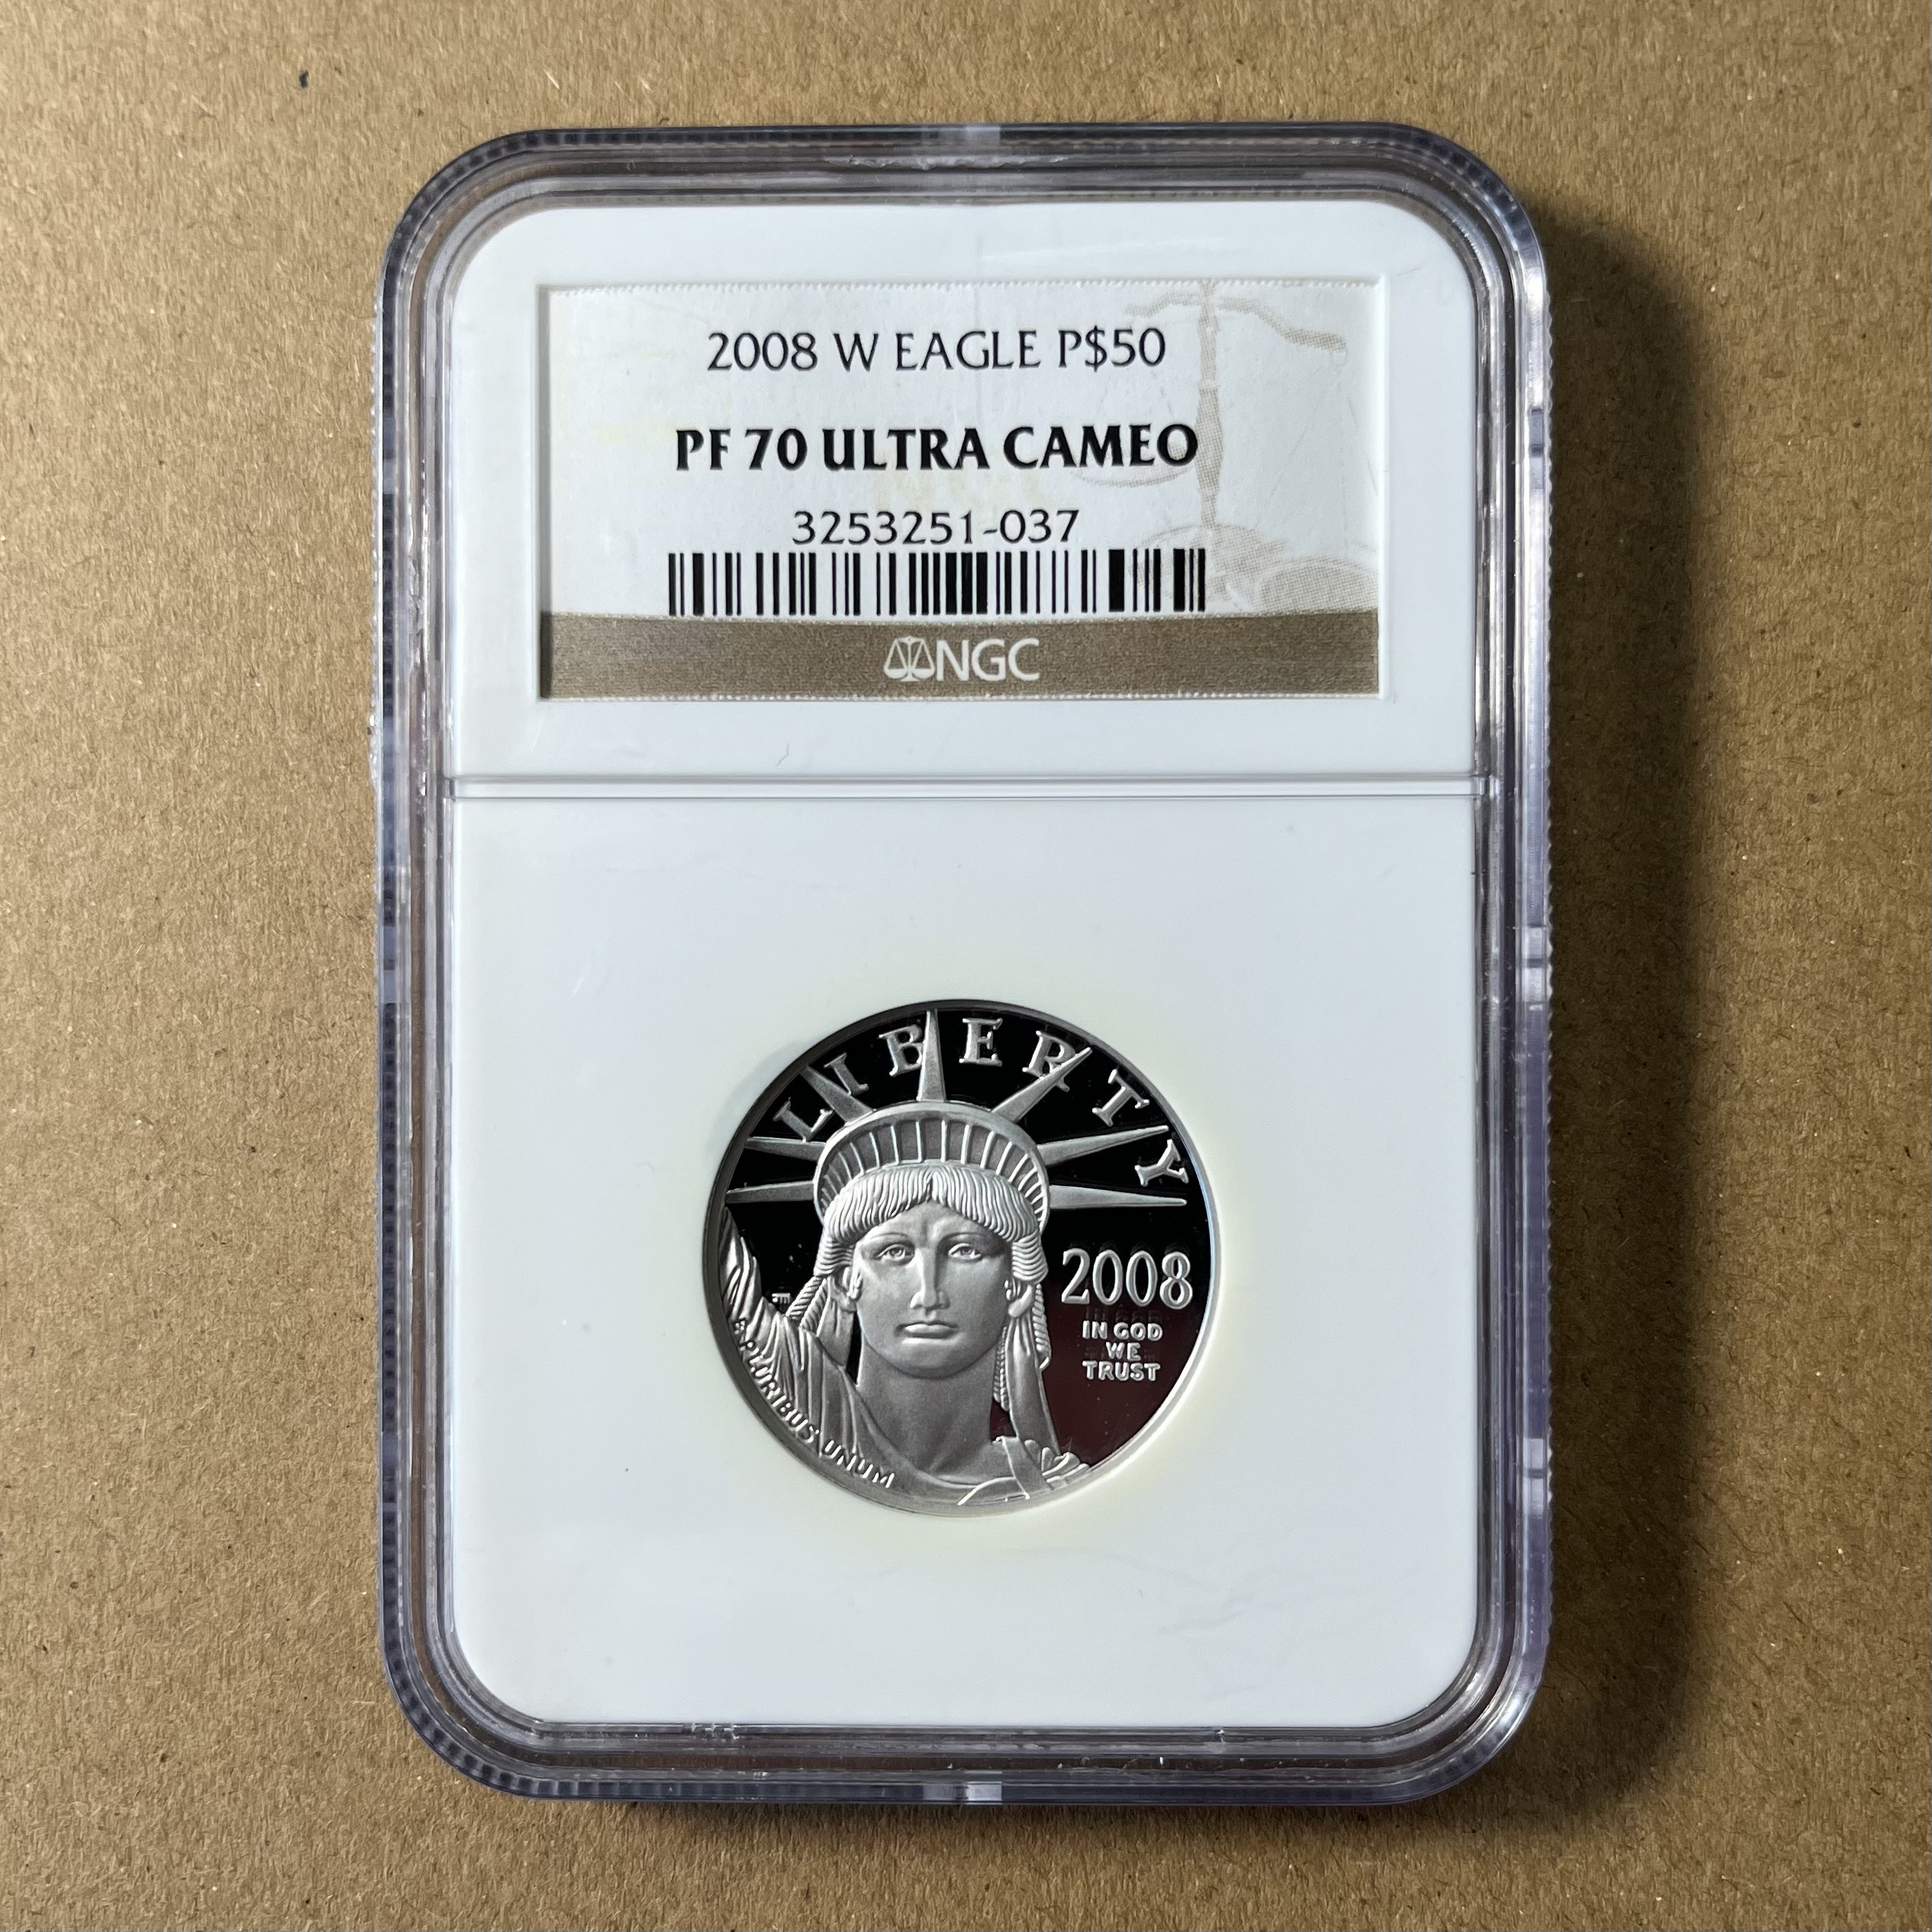 2008 W EAGLE P$50
PF 70 ULTRA CAMEO
3253251-037
NGC
LIBERTY
2008
IN GOD
WE
TRUST
E PLURIBUS UNUM